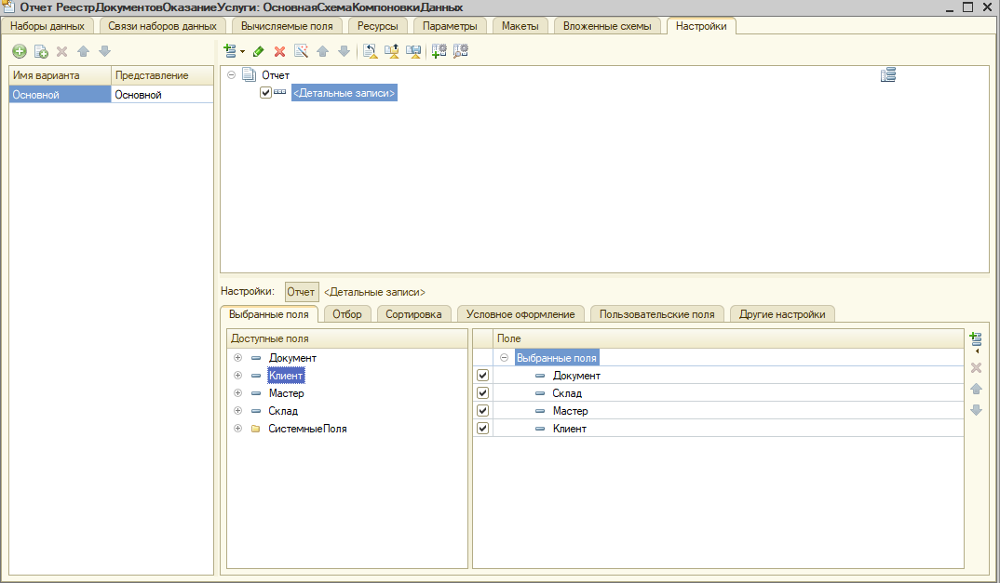 Отчет РеестрДокументовОказаниеУслуги: ОсновнаяСхемаКомпоновкиДанных
Наборы данных Связи наборов данных Вычисляемые поля Ресурсы Параметры Макеты Вложенные схемы Настройки
Имя варианта Представление
Основной Основной
Отчет
<Детальные записи>
Настройки: Отчет <Детальные записи>
Выбранные поля Отбор Сортировка Условное оформление Пользовательские поля Другие настройки
Доступные поля
Документ
Клиент
Мастер
Склад
СистемныеПоля
Поле
Выбранные поля
Документ
Склад
Мастер
Клиент